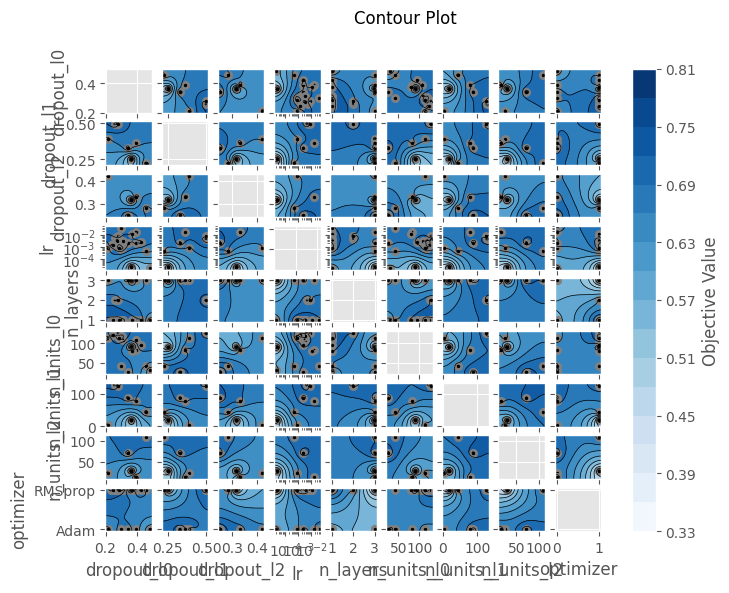 Contour Plot
dropout_l0
0.4
0.2
dropout_l1
0.50
0.25
dropout_l2
0.4
0.3
lr
10⁻²
10⁻³
10⁻⁴
n_layers
3
2
1
n_units_l0
100
50
n_units_l1
100
0
n_units_l2
100
50
optimizer
RMSprop
Adam
0.2 0.4 0.25 0.50 0.3 0.4 10⁻² 1 2 3 50 100 0 100 50 100 0 1
dropout_l0 dropout_l1 dropout_l2 lr n_layers n_units_l0 n_units_l1 n_units_l2 optimizer
0.81
0.75
0.69
0.63
0.57
0.51
0.45
0.39
0.33
Objective Value